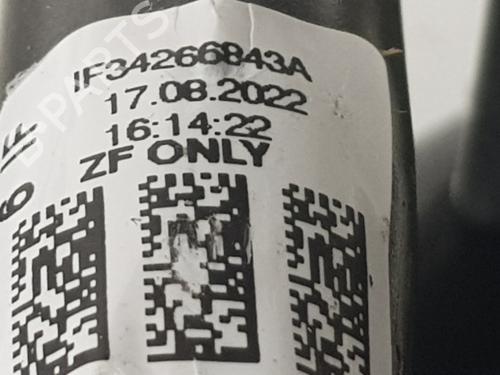 IF34266843A
17.08.2022
16:14:22
ZF ONLY
B-PARTS